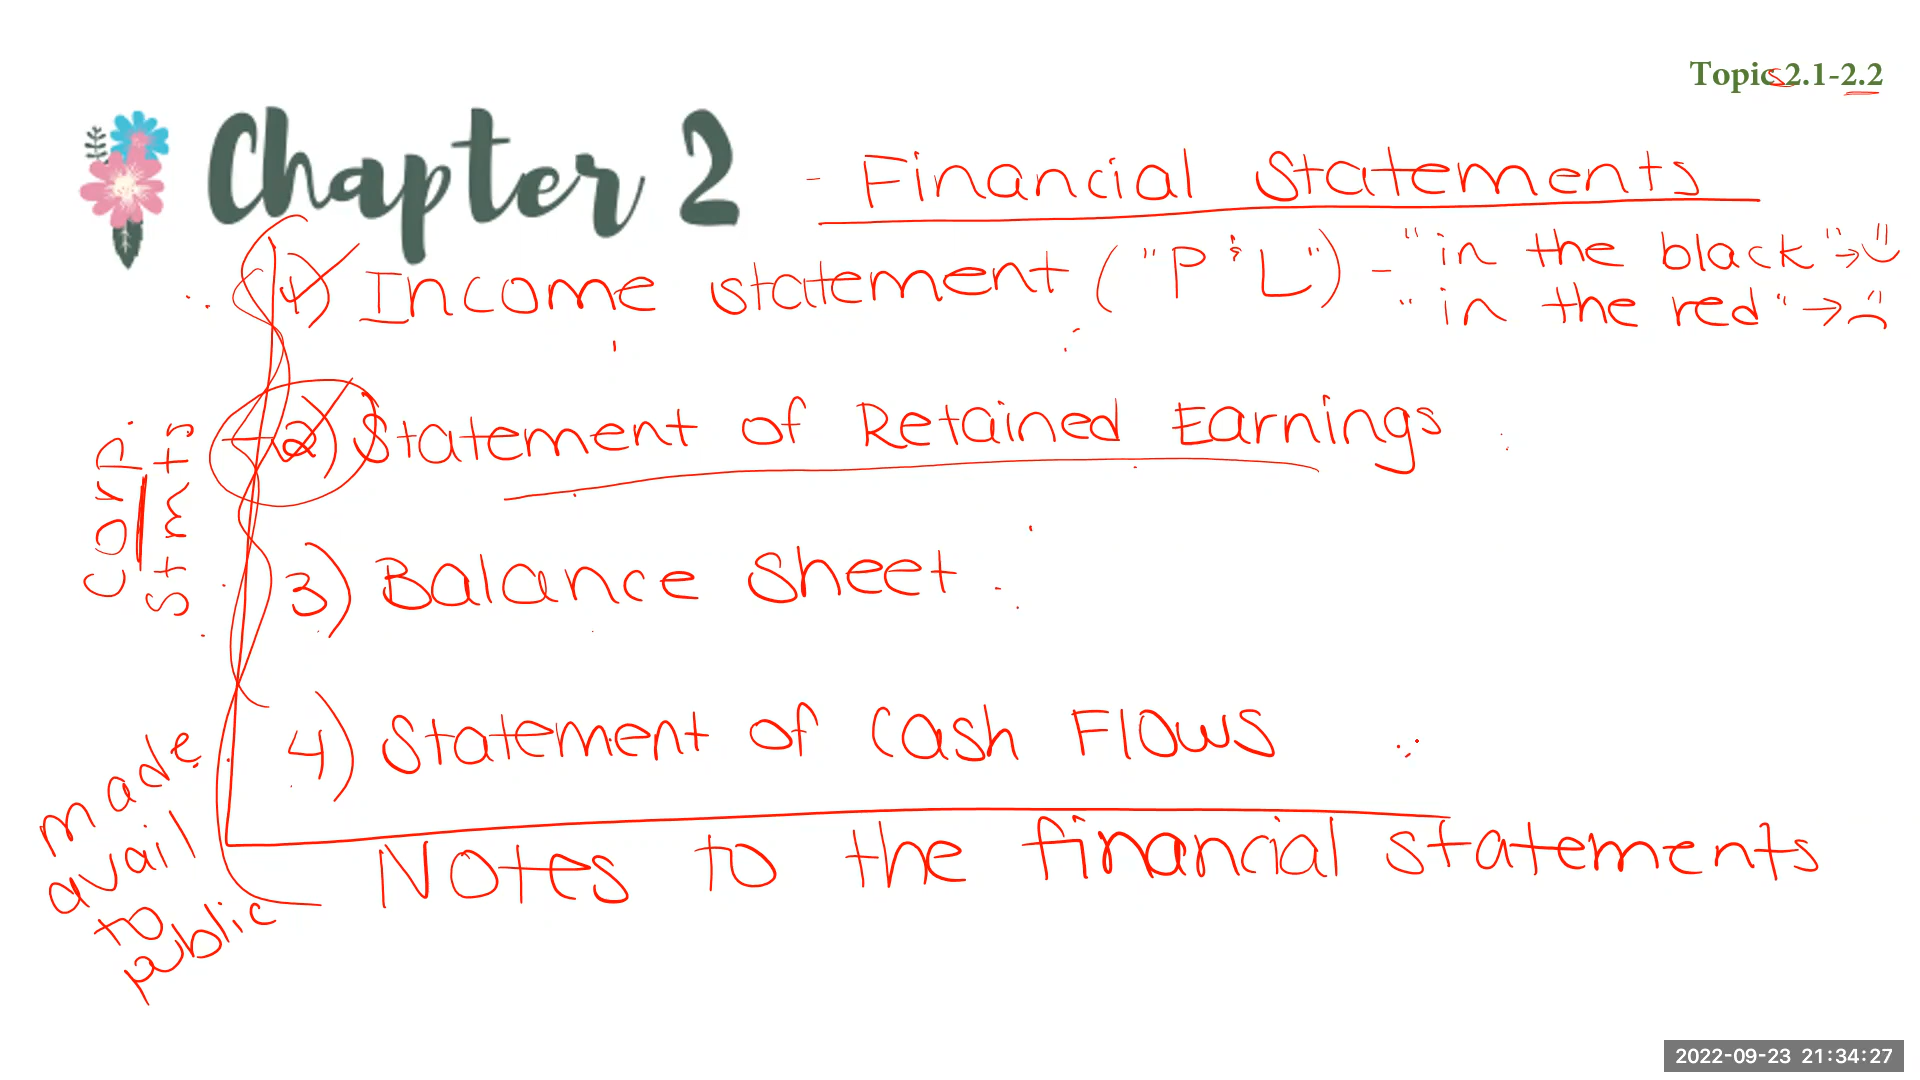 Topics 2.1-2.2
Chapter 2 - Financial Statements
1) Income statement ("P & L") - "in the black" → 
"in the red" → 
2) Statement of Retained Earnings
corp.
stmts
3) Balance Sheet
4) Statement of Cash Flows
made
avail
to
public
Notes to the financial statements
2022-09-23 21:34:27